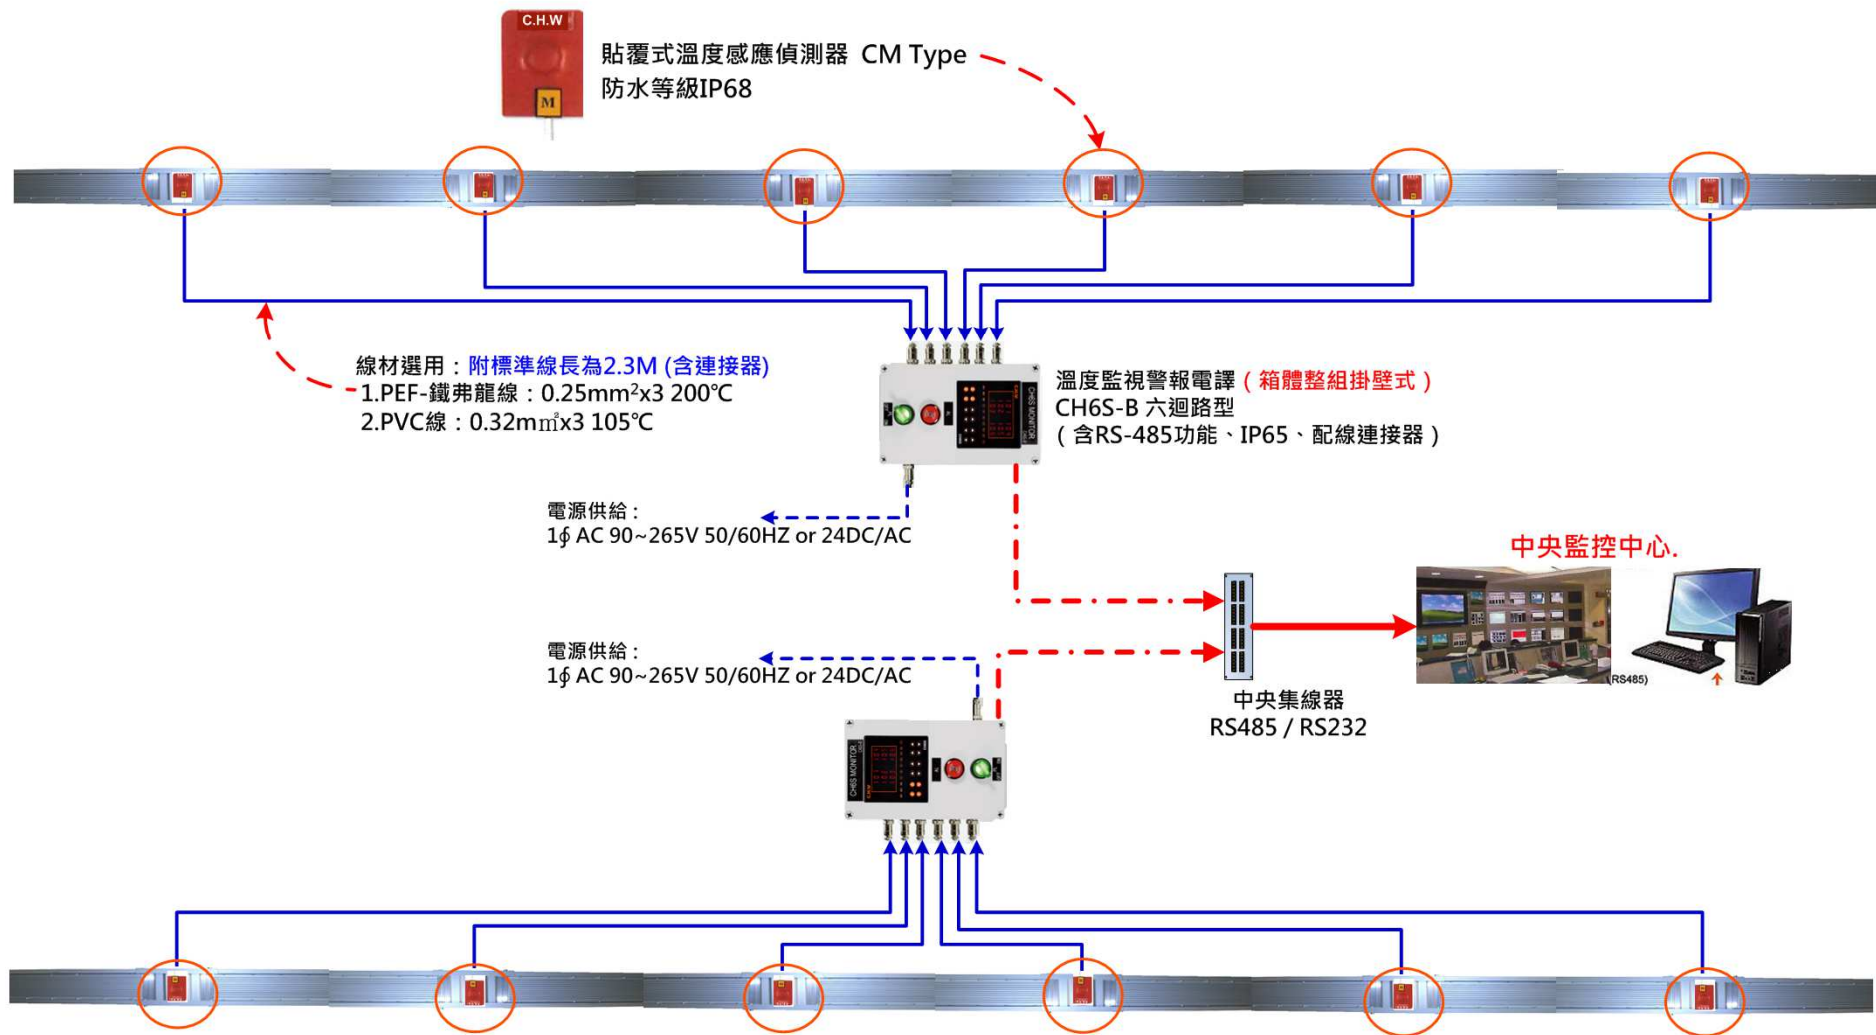 C.H.W
M
貼覆式溫度感應偵測器 CM Type
防水等級IP68
線材選用：附標準線長為2.3M (含連接器)
1.PEF-鐵弗龍線：0.25mm²x3 200℃
2.PVC線：0.32m㎡x3 105℃
CH6S MONITOR
溫度監視警報電譯（箱體整組掛壁式）
CH6S-B 六迴路型
(含RS-485功能、IP65、配線連接器)
電源供給：
1∮ AC 90~265V 50/60HZ or 24DC/AC
中央監控中心.
(RS485)
電源供給：
1∮ AC 90~265V 50/60HZ or 24DC/AC
中央集線器
RS485 / RS232
CH6S MONITOR